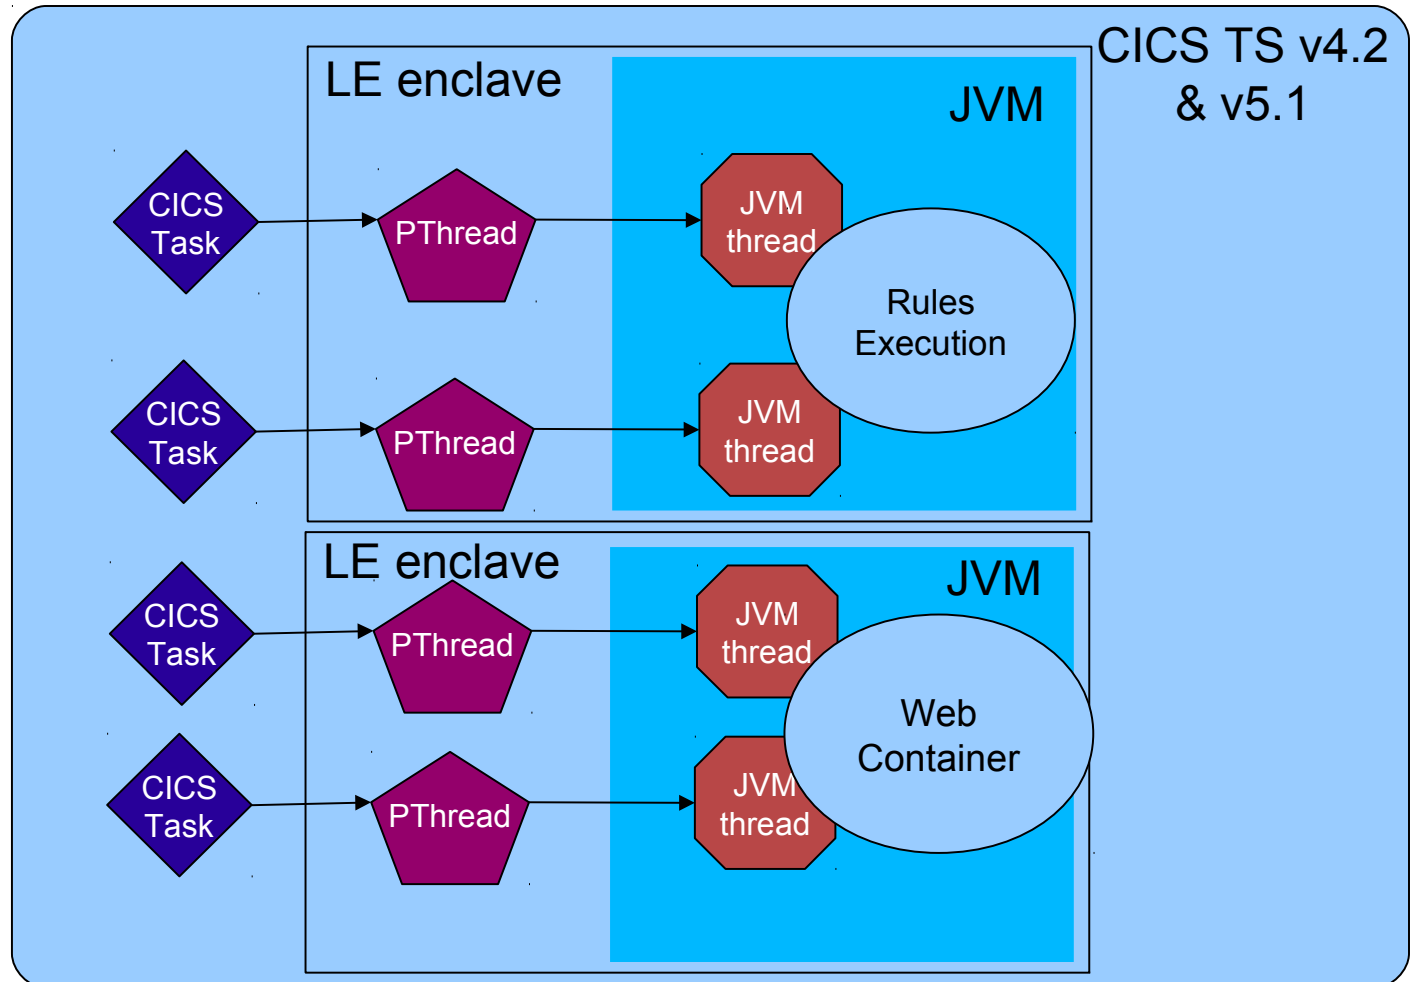 CICS TS v4.2
& v5.1
LE enclave
JVM
CICS
Task
PThread
JVM
thread
Rules
Execution
CICS
Task
PThread
JVM
thread
LE enclave
JVM
CICS
Task
PThread
JVM
thread
Web
Container
CICS
Task
PThread
JVM
thread